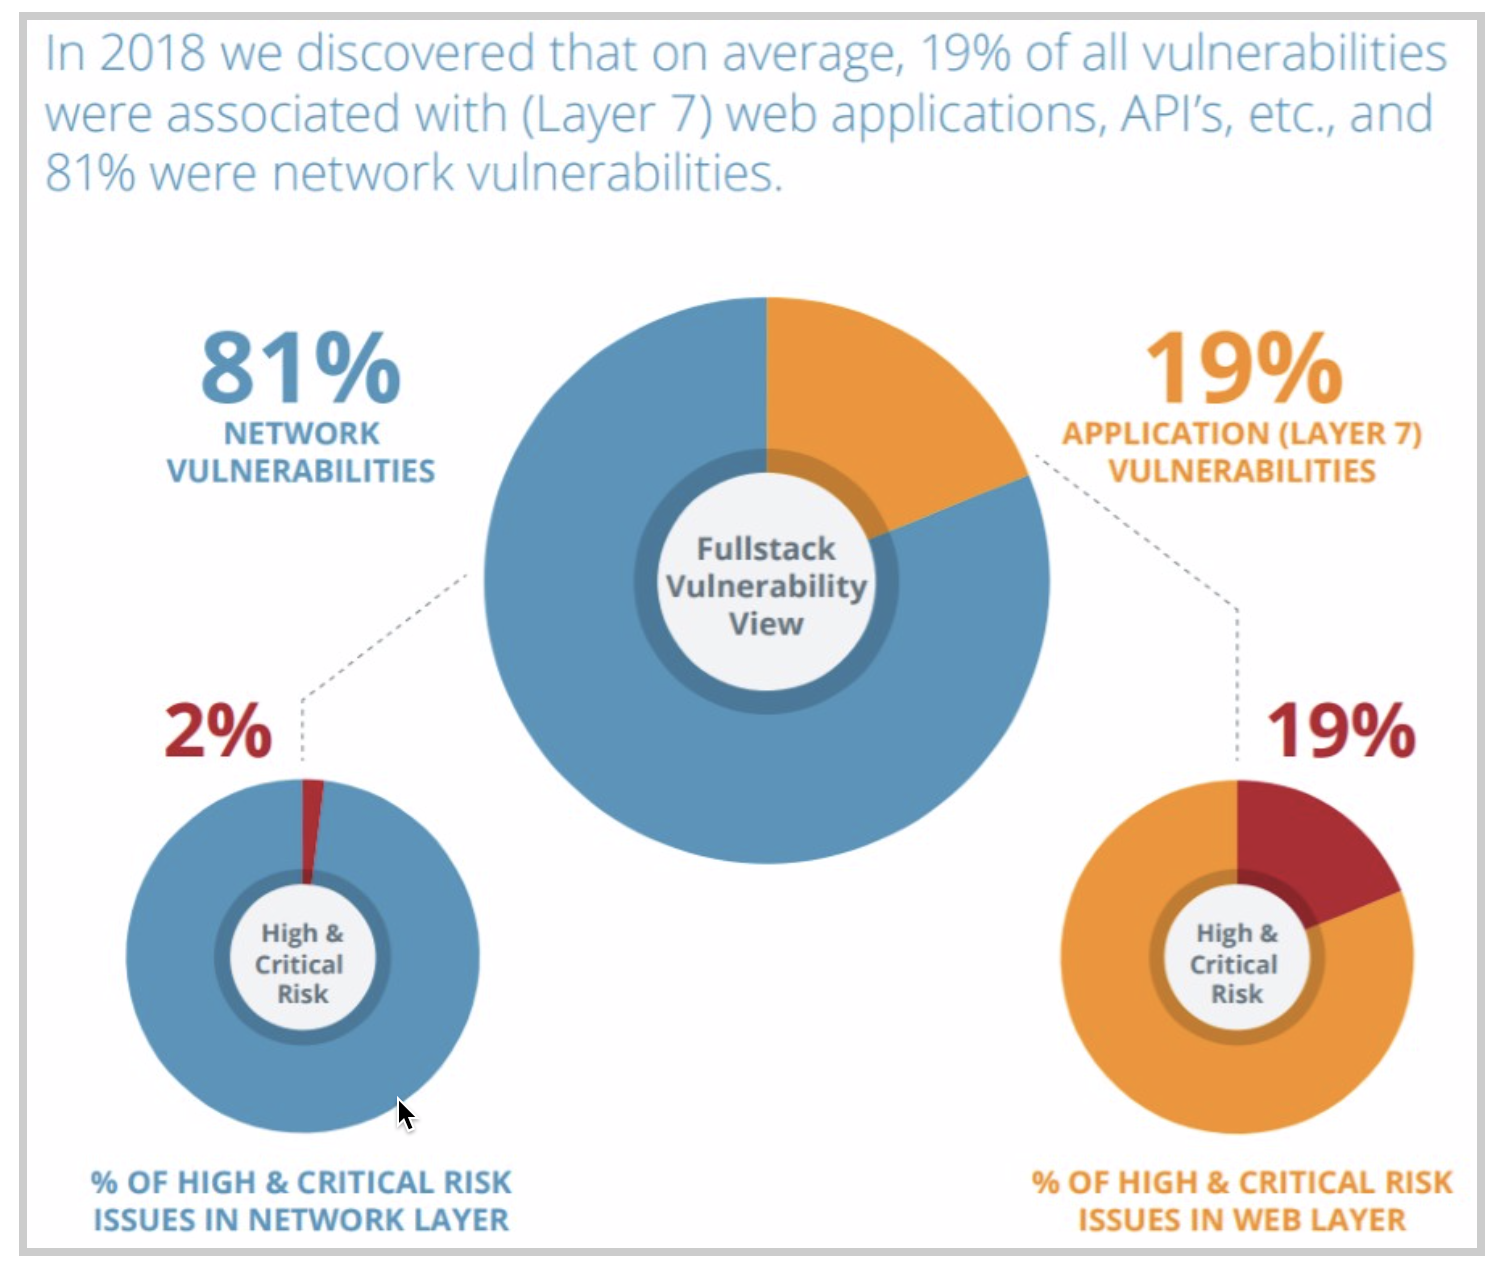 In 2018 we discovered that on average, 19% of all vulnerabilities
were associated with (Layer 7) web applications, API's, etc., and
81% were network vulnerabilities.
81%
NETWORK
VULNERABILITIES
19%
APPLICATION (LAYER 7)
VULNERABILITIES
Fullstack
Vulnerability
View
2%
19%
High &
Critical
Risk
High &
Critical
Risk
% OF HIGH & CRITICAL RISK
ISSUES IN NETWORK LAYER
% OF HIGH & CRITICAL RISK
ISSUES IN WEB LAYER